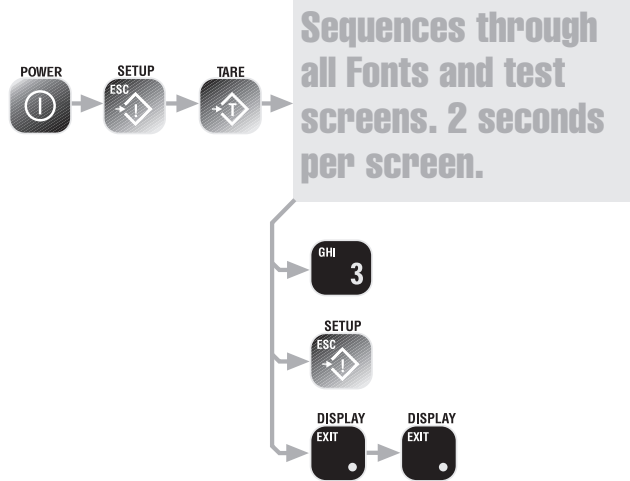 Sequences through
all Fonts and test
screens. 2 seconds
per screen.
POWER SETUP TARE
ESC
T
GHI
3
SETUP
ESC
DISPLAY DISPLAY
EXIT EXIT